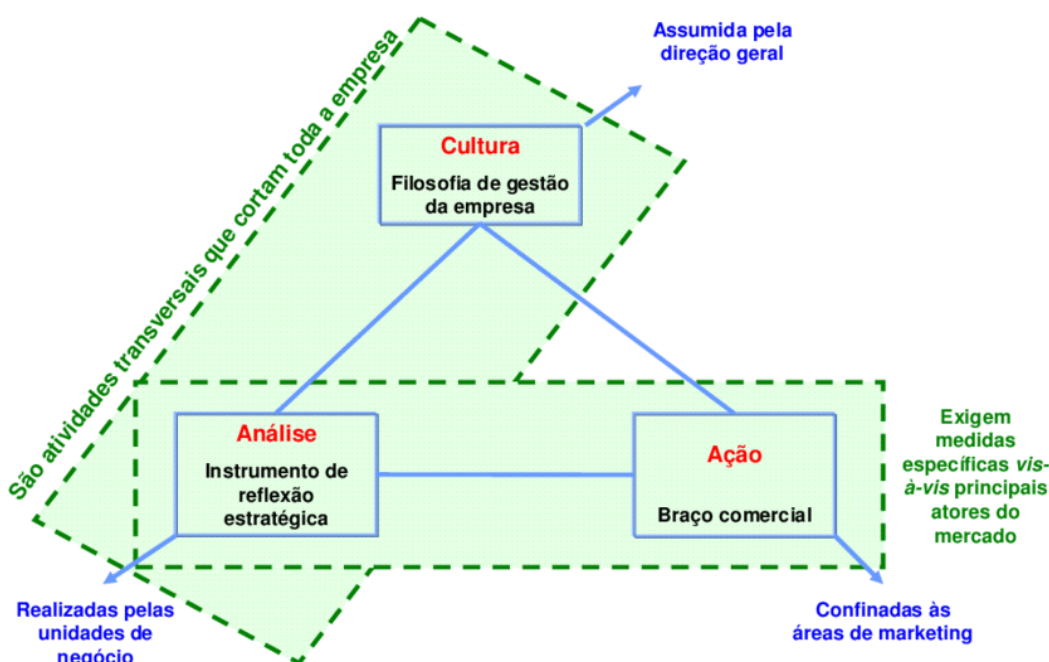 Assumida pela
direção geral
São atividades transversais que cortam toda a empresa
Cultura
Filosofia de gestão
da empresa
Análise
Instrumento de
reflexão
estratégica
Ação
Braço comercial
Exigem
medidas
específicas vis-
à-vis principais
atores do
mercado
Realizadas pelas
unidades de
negócio
Confinadas às
áreas de marketing